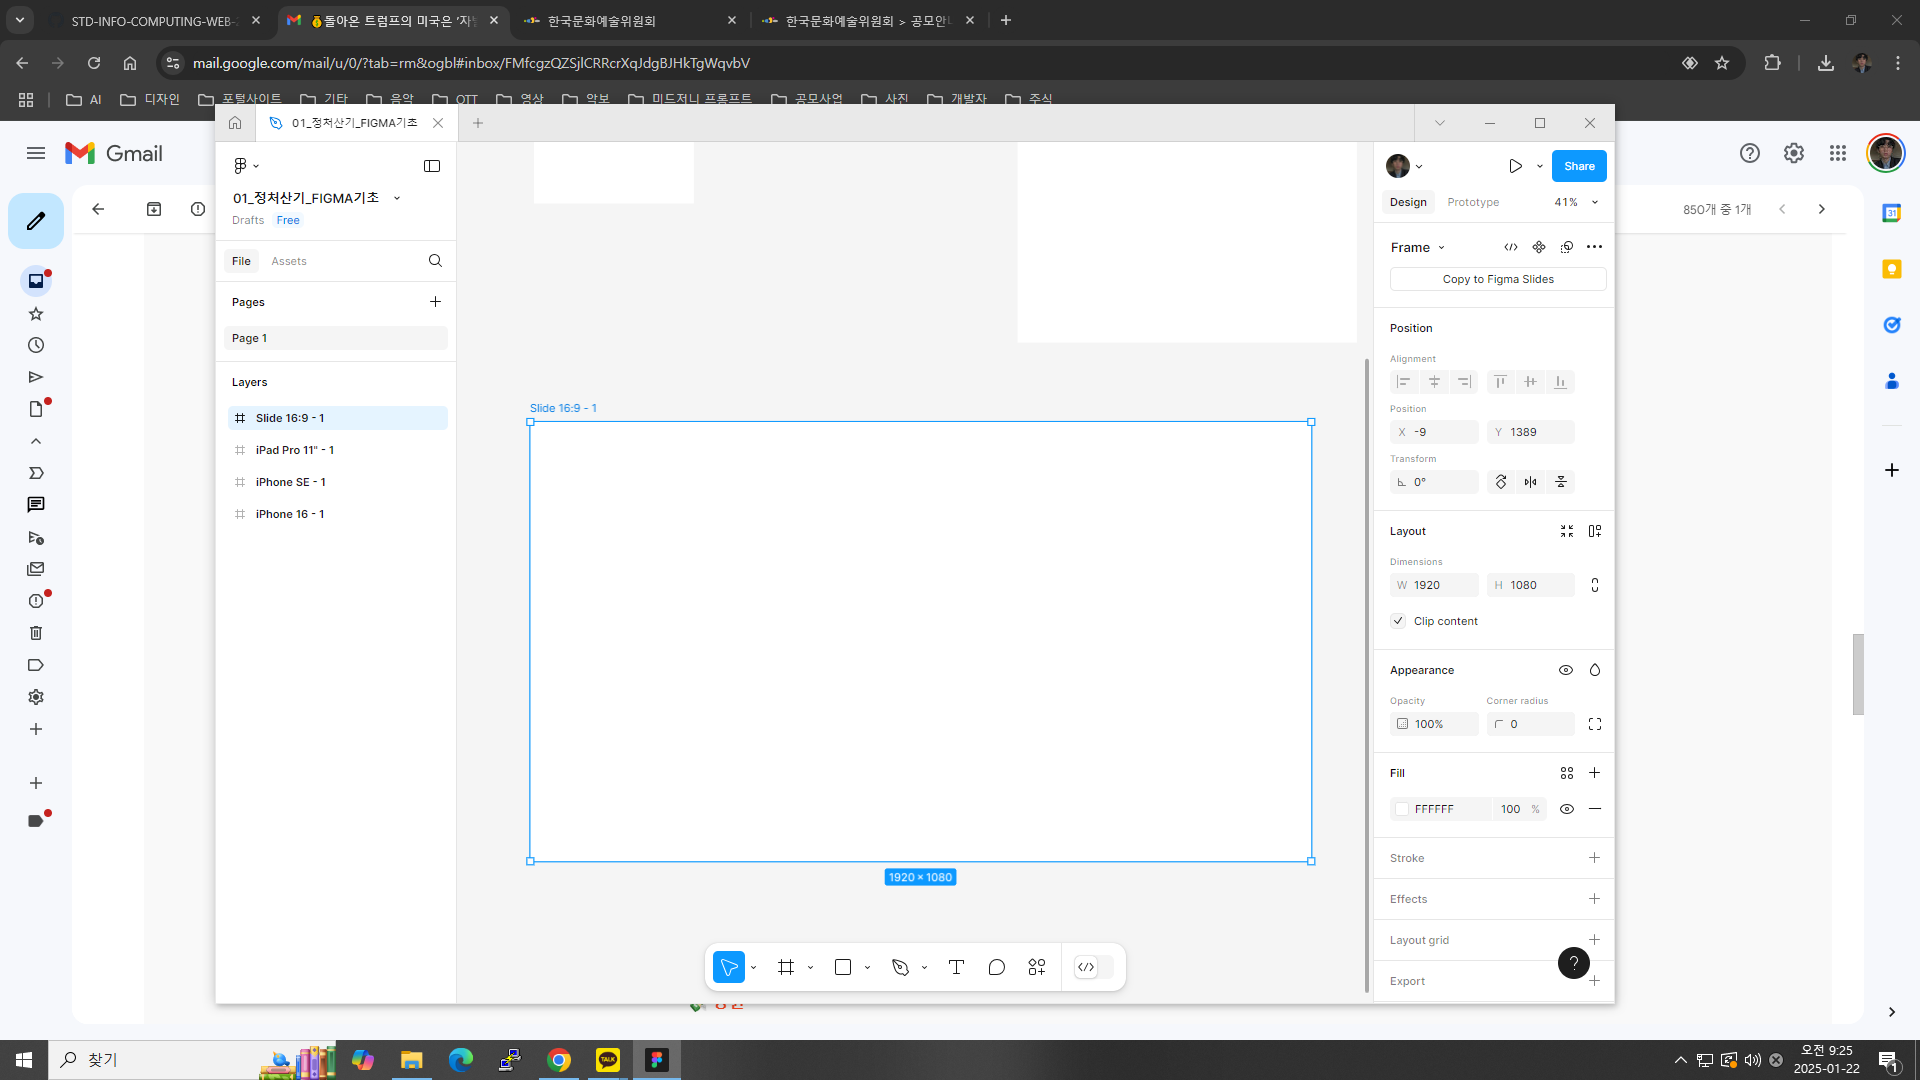 STD-INFO-COMPUTING-WEB-
💰돌아온 트럼프의 미국은 ‘자
한국문화예술위원회
한국문화예술위원회 > 공모안
mail.google.com/mail/u/0/?tab=rm&ogbl#inbox/FMfcgzQZSjlCRRcrXqJdgBJHkTgWqvbV
AI
디자인
포털사이트
기타
음악
OTT
영상
악보
미드저니 프롬프트
공모사업
사진
개발자
주식
01_정처산기_FIGMA기초
Gmail
850개 중 1개
31
01_정처산기_FIGMA기초
Drafts
Free
File
Assets
Pages
Page 1
Layers
Slide 16:9 - 1
iPad Pro 11" - 1
iPhone SE - 1
iPhone 16 - 1
Slide 16:9 - 1
1920 × 1080
Share
Design
Prototype
41%
Frame
Copy to Figma Slides
Position
Alignment
Position
X -9
Y 1389
Transform
0°
Layout
Dimensions
W 1920
H 1080
Clip content
Appearance
Opacity
Corner radius
100%
0
Fill
FFFFFF
100 %
Stroke
Effects
Layout grid
Export
?
찾기
TALK
오전 9:25
2025-01-22
1